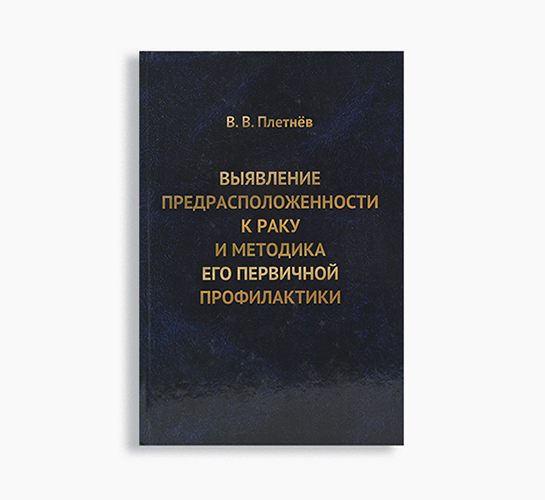 В. В. Плетнёв
ВЫЯВЛЕНИЕ
ПРЕДРАСПОЛОЖЕННОСТИ
К РАКУ
И МЕТОДИКА
ЕГО ПЕРВИЧНОЙ
ПРОФИЛАКТИКИ